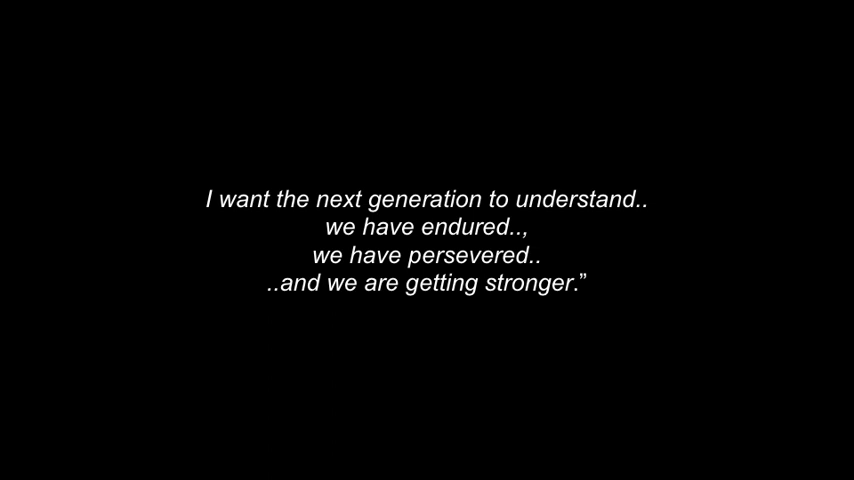 I want the next generation to understand..
we have endured..,
we have persevered..
..and we are getting stronger.”